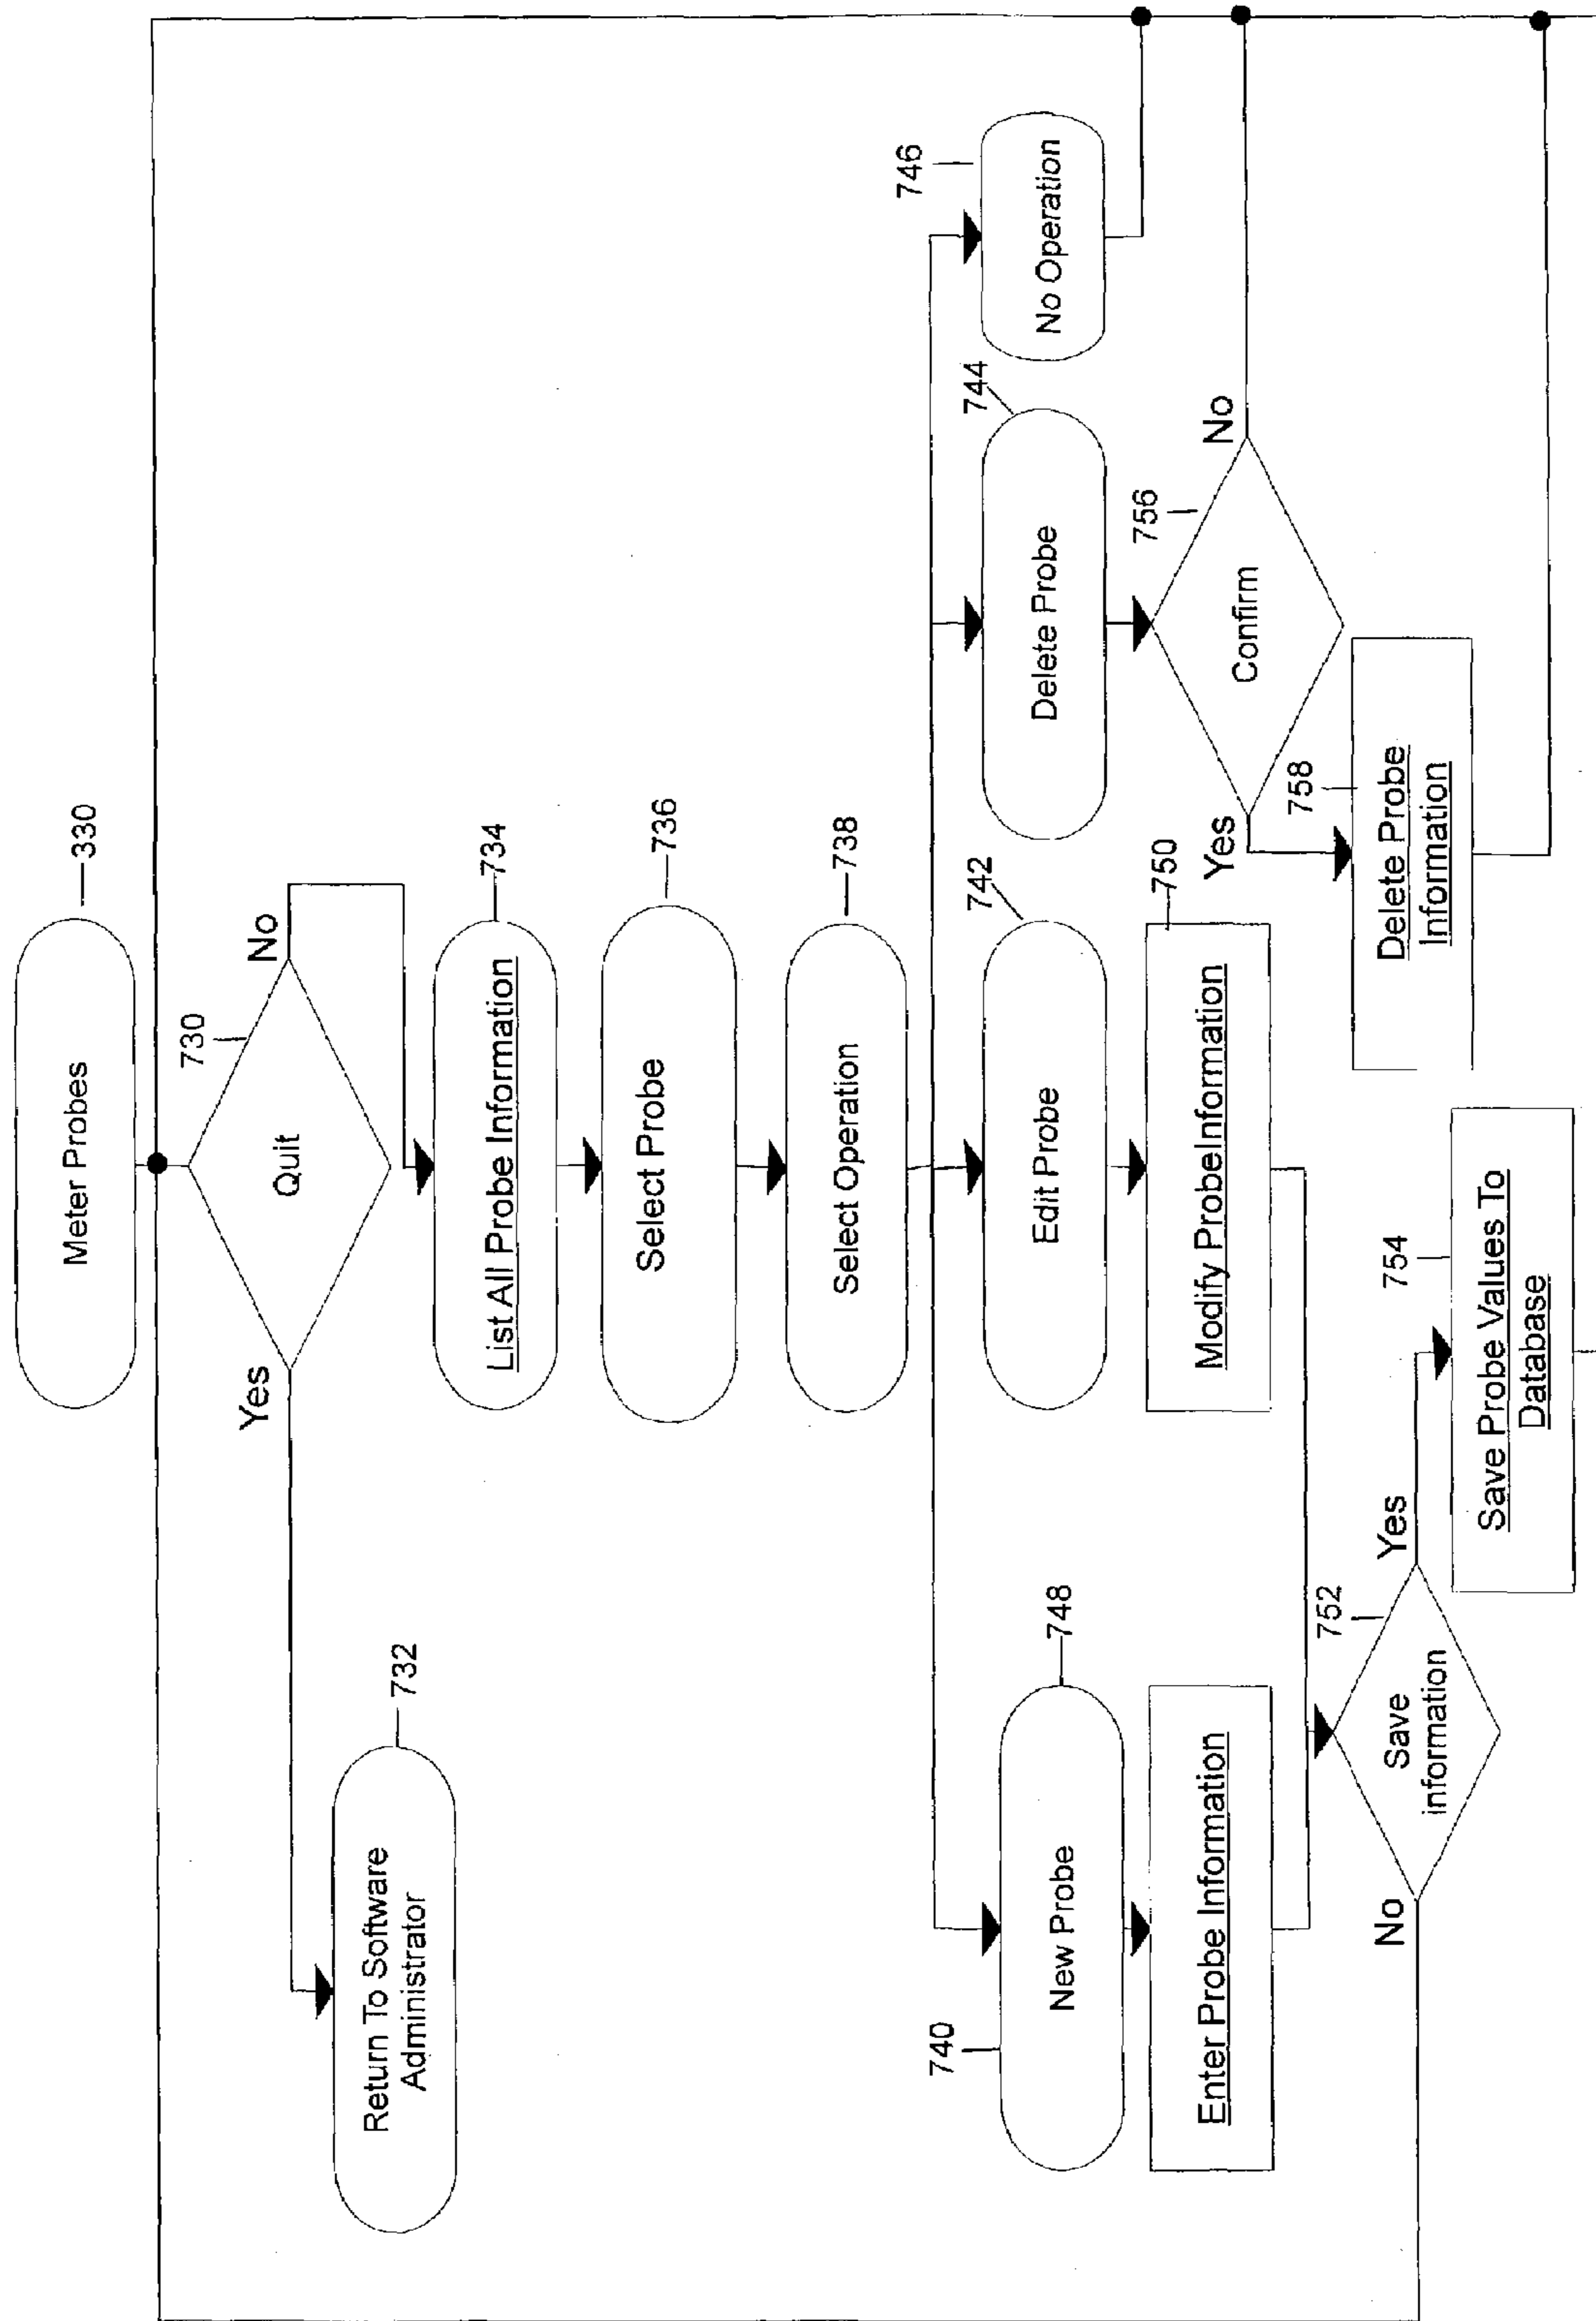 Meter Probes
330
730
Quit
No
Yes
Return To Software
Administrator
732
List All Probe Information
734
Select Probe
736
Select Operation
738
740
New Probe
748
Edit Probe
742
Delete Probe
744
No Operation
746
Enter Probe Information
Modify ProbeInformation
750
Confirm
756
No
Yes
758
Delete Probe
Information
Save
information
752
No
Yes
754
Save Probe Values To
Database